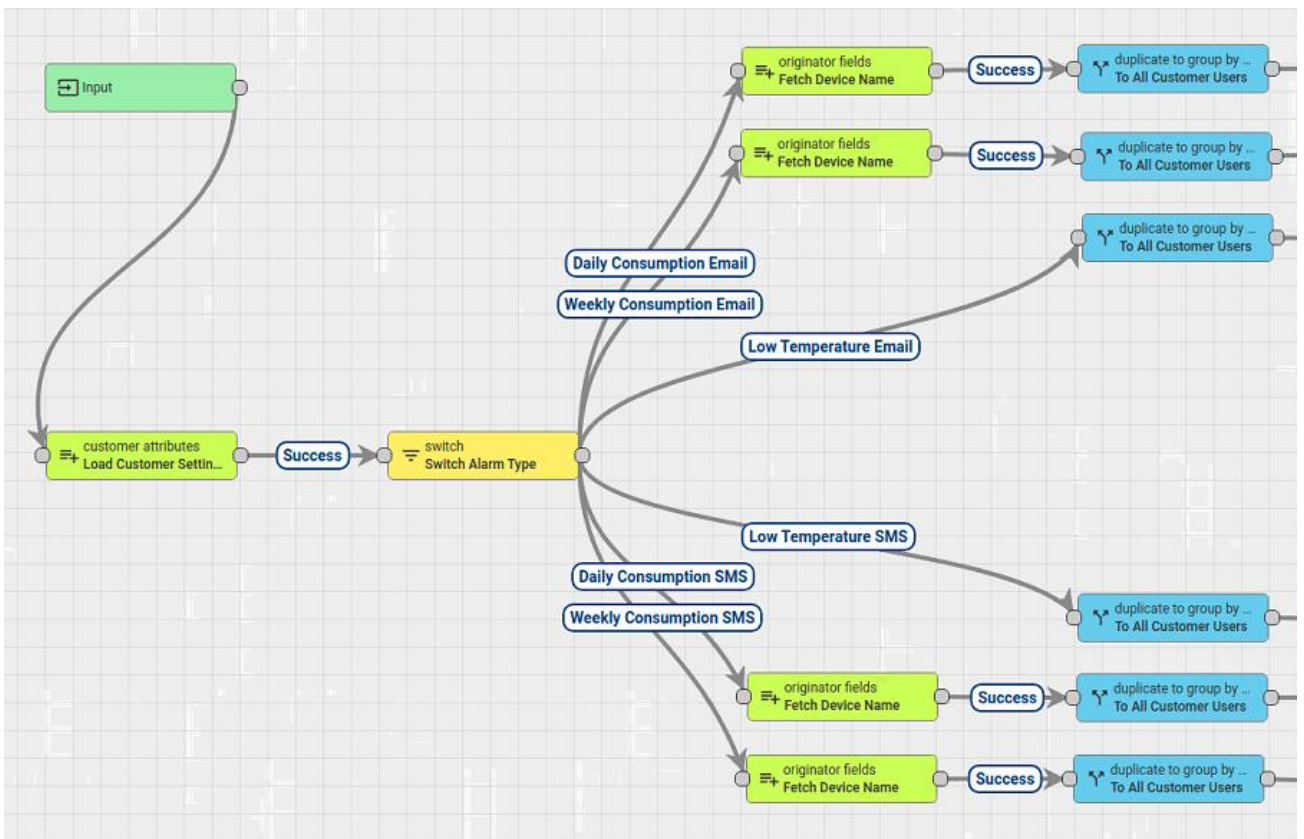 Input
originator fields
Fetch Device Name
Success
duplicate to group by ...
To All Customer Users
originator fields
Fetch Device Name
Success
duplicate to group by ...
To All Customer Users
duplicate to group by ...
To All Customer Users
Daily Consumption Email
Weekly Consumption Email
Low Temperature Email
customer attributes
Load Customer Settin...
Success
switch
Switch Alarm Type
Low Temperature SMS
Daily Consumption SMS
Weekly Consumption SMS
duplicate to group by ...
To All Customer Users
originator fields
Fetch Device Name
Success
duplicate to group by ...
To All Customer Users
originator fields
Fetch Device Name
Success
duplicate to group by ...
To All Customer Users